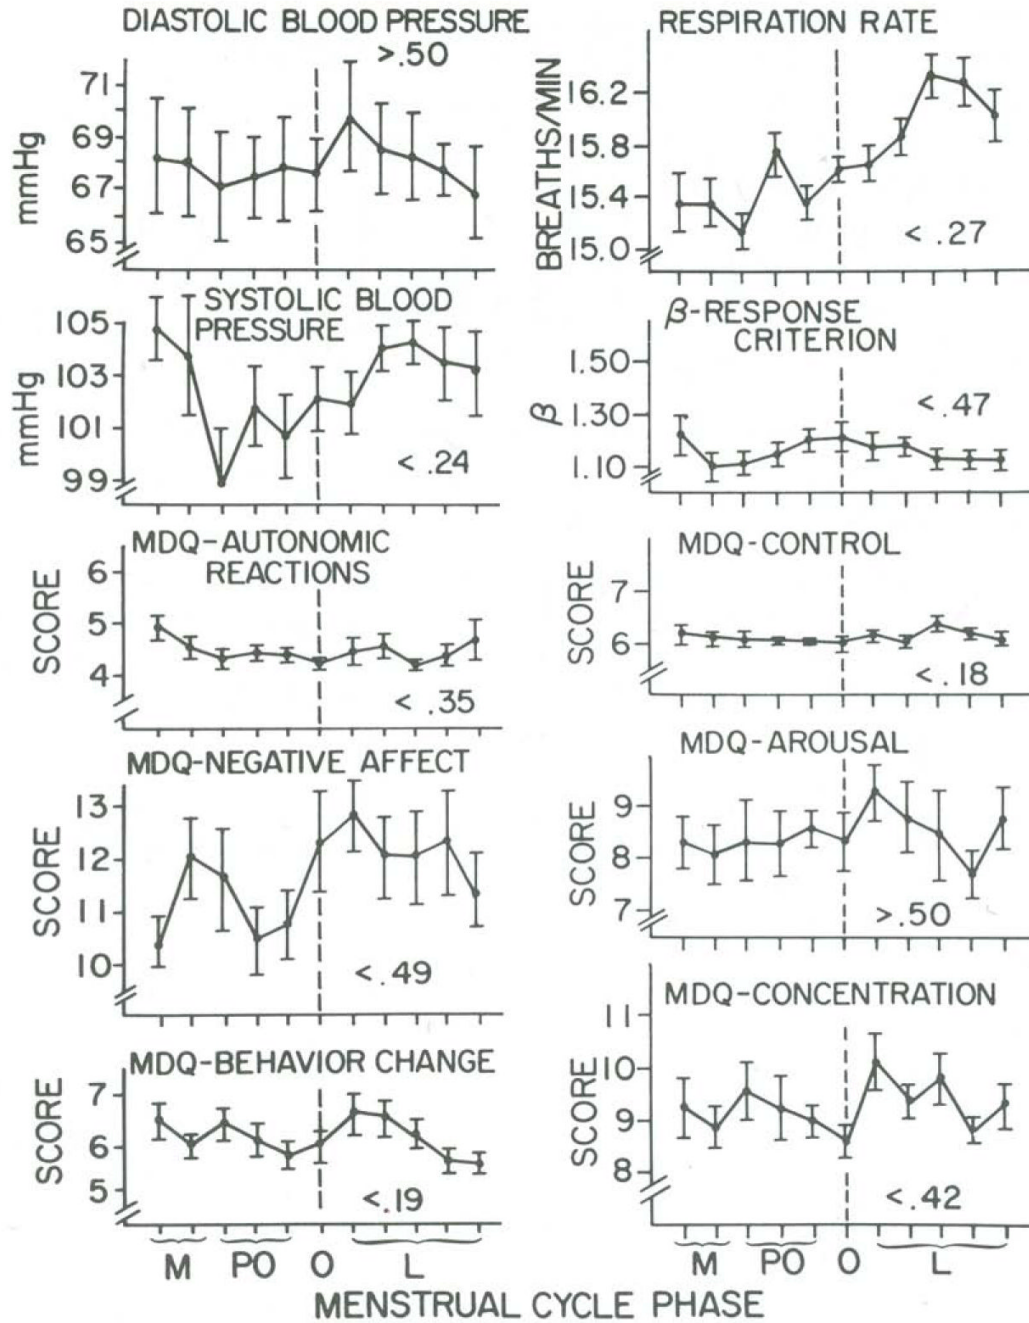 DIASTOLIC BLOOD PRESSURE
>.50
71
69
67
65
mmHg
RESPIRATION RATE
16.2
15.8
15.4
15.0
BREATHS/MIN
< .27
SYSTOLIC BLOOD
PRESSURE
105
103
101
99
mmHg
< .24
β-RESPONSE
CRITERION
1.50
1.30
1.10
β
<.47
MDQ-AUTONOMIC
REACTIONS
6
5
4
SCORE
< .35
MDQ-CONTROL
7
6
SCORE
< .18
MDQ-NEGATIVE AFFECT
13
12
11
10
SCORE
<.49
MDQ-AROUSAL
9
8
7
SCORE
>.50
MDQ-BEHAVIOR CHANGE
7
6
5
SCORE
<.19
MDQ-CONCENTRATION
11
10
9
8
SCORE
<.42
M PO O L M PO O L
MENSTRUAL CYCLE PHASE